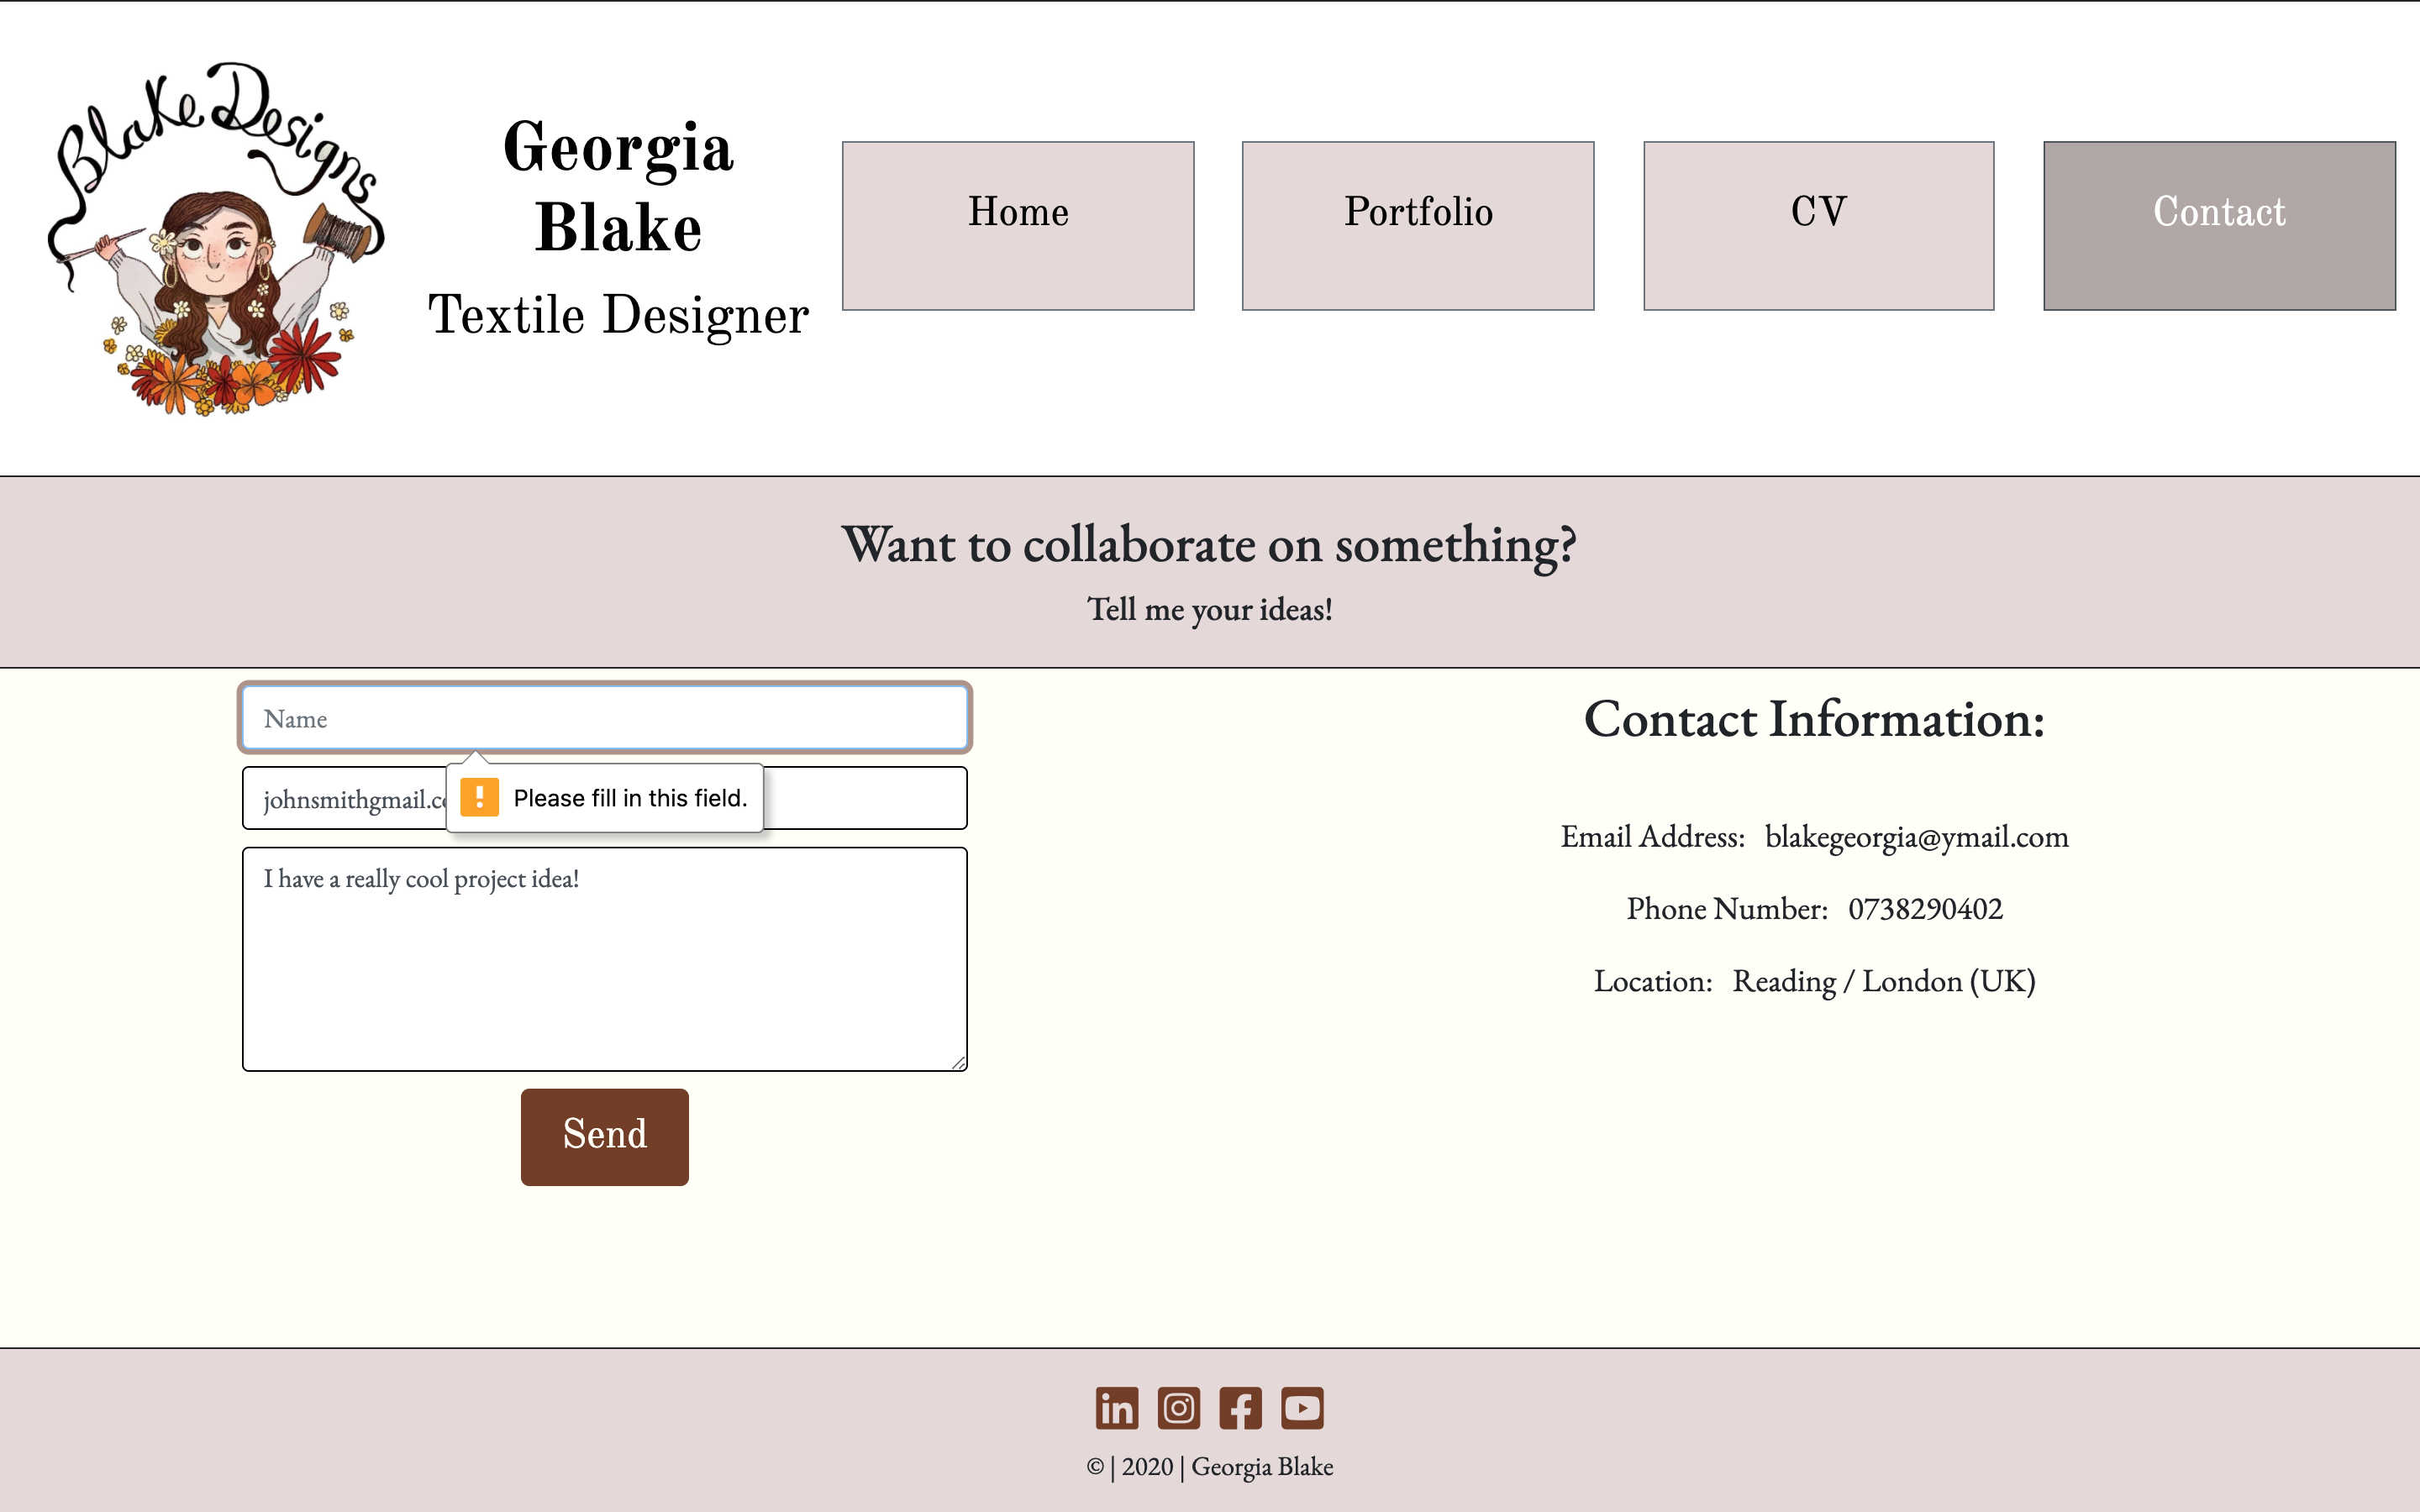 Blake Designs
Georgia
Blake
Textile Designer
Home
Portfolio
CV
Contact
Want to collaborate on something?
Tell me your ideas!
Name
johnsmithgmail.c
! Please fill in this field.
I have a really cool project idea!
Send
Contact Information:
Email Address: blakegeorgia@ymail.com
Phone Number: 0738290402
Location: Reading / London (UK)
in
© | 2020 | Georgia Blake